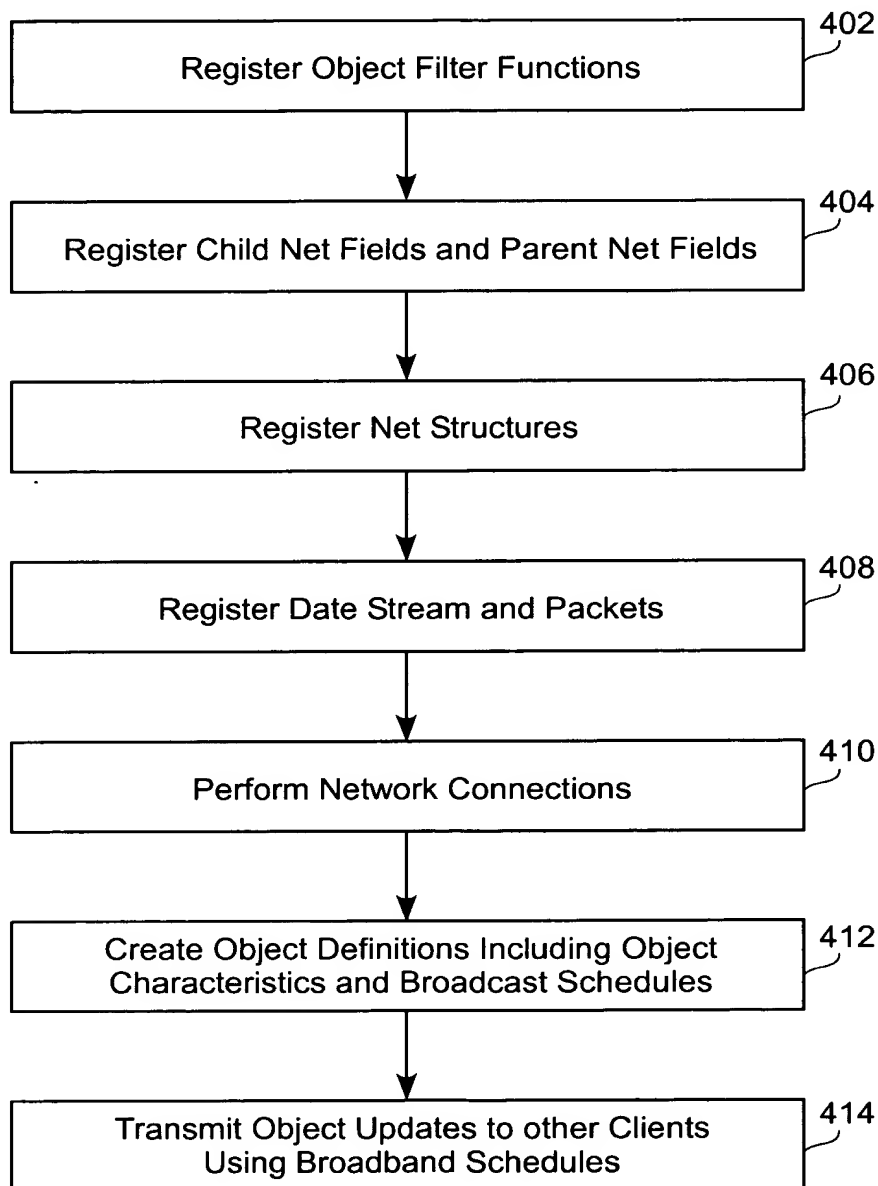 402
Register Object Filter Functions
404
Register Child Net Fields and Parent Net Fields
406
Register Net Structures
408
Register Date Stream and Packets
410
Perform Network Connections
412
Create Object Definitions Including Object
Characteristics and Broadcast Schedules
414
Transmit Object Updates to other Clients
Using Broadband Schedules